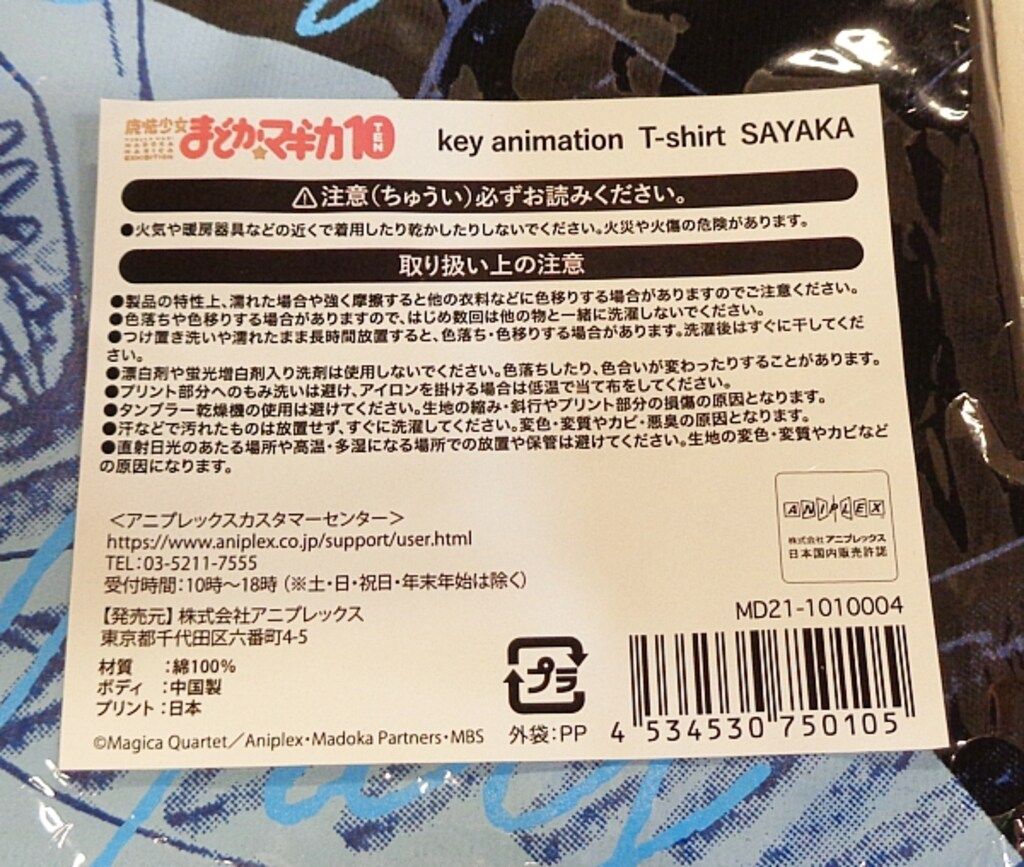 魔法少女
まどか☆マギカ10
TEN
key animation T-shirt SAYAKA
⚠注意(ちゅうい)必ずお読みください。
●火気や暖房器具などの近くで着用したり乾かしたりしないでください。火災や火傷の危険があります。
取り扱い上の注意
●製品の特性上、濡れた場合や強く摩擦すると他の衣料などに色移りする場合がありますのでご注意ください。
●色落ちや色移りする場合がありますので、はじめ数回は他の物と一緒に洗濯しないでください。
●つけ置き洗いや濡れたまま長時間放置すると、色落ち・色移りする場合があります。洗濯後はすぐに干してくだ
さい。
●漂白剤や蛍光増白剤入り洗剤は使用しないでください。色落ちしたり、色合いが変わったりすることがあります。
●プリント部分へのもみ洗いは避け、アイロンを掛ける場合は低温で当て布をしてください。
●タンブラー乾燥機の使用は避けてください。生地の縮み・斜行やプリント部分の損傷の原因となります。
●汗などで汚れたものは放置せず、すぐに洗濯してください。変色・変質やカビ・悪臭の原因となります。
●直射日光のあたる場所や高温・多湿になる場所での放置や保管は避けてください。生地の変色・変質やカビなど
の原因になります。
<アニプレックスカスタマーセンター>
https://www.aniplex.co.jp/support/user.html
TEL:03-5211-7555
受付時間:10時~18時(※土・日・祝日・年末年始は除く)
【発売元】株式会社アニプレックス
東京都千代田区六番町4-5
材質 :綿100%
ボディ :中国製
プリント:日本
©Magica Quartet/Aniplex・Madoka Partners・MBS
プラ
外袋:PP
ANIPLEX
株式会社アニプレックス
日本国内販売許諾
MD21-1010004
4 534530 750105